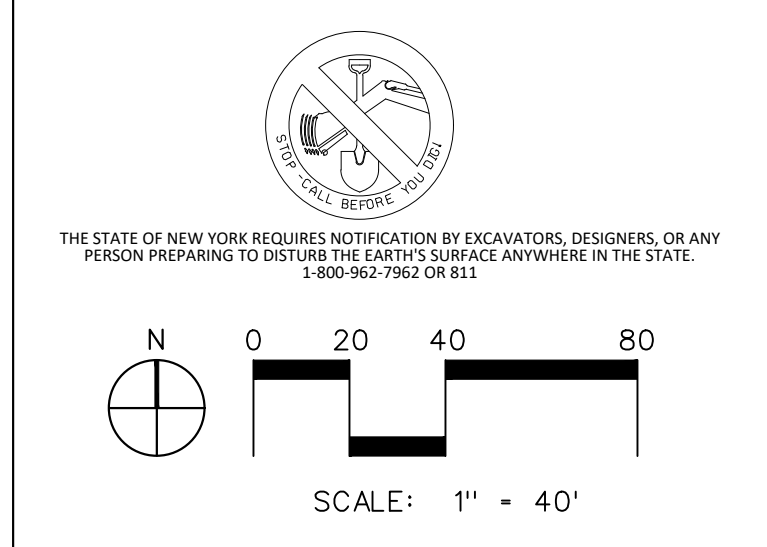 STOP - CALL BEFORE YOU DIG!
THE STATE OF NEW YORK REQUIRES NOTIFICATION BY EXCAVATORS, DESIGNERS, OR ANY
PERSON PREPARING TO DISTURB THE EARTH'S SURFACE ANYWHERE IN THE STATE.
1-800-962-7962 OR 811
N 0 20 40 80
SCALE: 1" = 40'